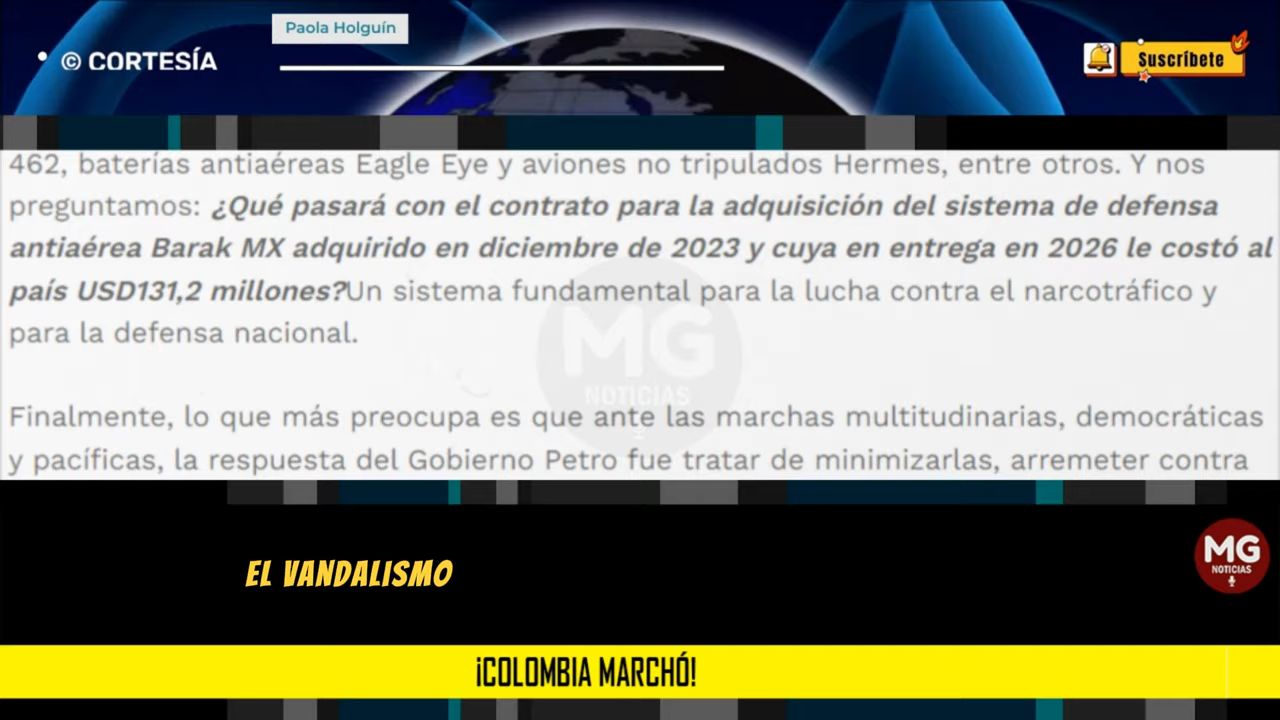 Paola Holguín
© CORTESÍA
Suscríbete
462, baterías antiaéreas Eagle Eye y aviones no tripulados Hermes, entre otros. Y nos
preguntamos: ¿Qué pasará con el contrato para la adquisición del sistema de defensa
antiaérea Barak MX adquirido en diciembre de 2023 y cuya en entrega en 2026 le costó al
país USD131,2 millones?Un sistema fundamental para la lucha contra el narcotráfico y
para la defensa nacional.
MG
NOTICIAS
Finalmente, lo que más preocupa es que ante las marchas multitudinarias, democráticas
y pacíficas, la respuesta del Gobierno Petro fue tratar de minimizarlas, arremeter contra
EL VANDALISMO
MG
NOTICIAS
¡COLOMBIA MARCHÓ!